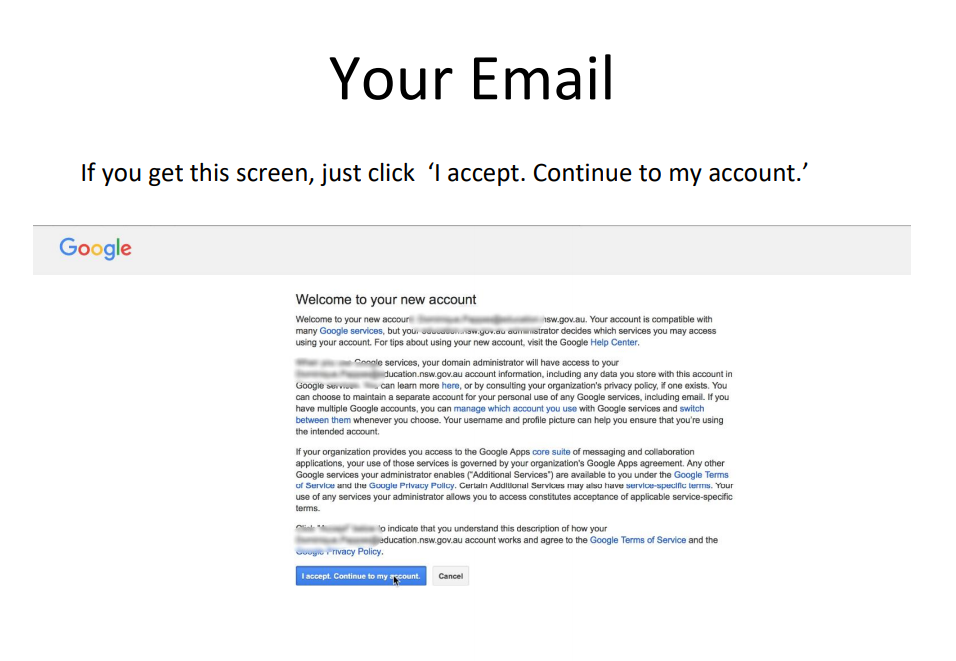 Your Email
If you get this screen, just click ‘I accept. Continue to my account.’
Google
Welcome to your new account
Welcome to your new account nsw.gov.au. Your account is compatible with
many Google services, but your administrator decides which services you may access
using your account. For tips about using your new account, visit the Google Help Center.
Google services, your domain administrator will have access to your
education.nsw.gov.au account information, including any data you store with this account in
Google can learn more here, or by consulting your organization's privacy policy, if one exists. You
can choose to maintain a separate account for your personal use of any Google services, including email. If you
have multiple Google accounts, you can manage which account you use with Google services and switch
between them whenever you choose. Your username and profile picture can help you ensure that you're using
the intended account.
If your organization provides you access to the Google Apps core suite of messaging and collaboration
applications, your use of those services is governed by your organization's Google Apps agreement. Any other
Google services your administrator enables ("Additional Services") are available to you under the Google Terms
of Service and the Google Privacy Policy. Certain Additional Services may also have service-specific terms. Your
use of any services your administrator allows you to access constitutes acceptance of applicable service-specific
terms.
to indicate that you understand this description of how your
education.nsw.gov.au account works and agree to the Google Terms of Service and the
Google Privacy Policy.
I accept. Continue to my account. Cancel